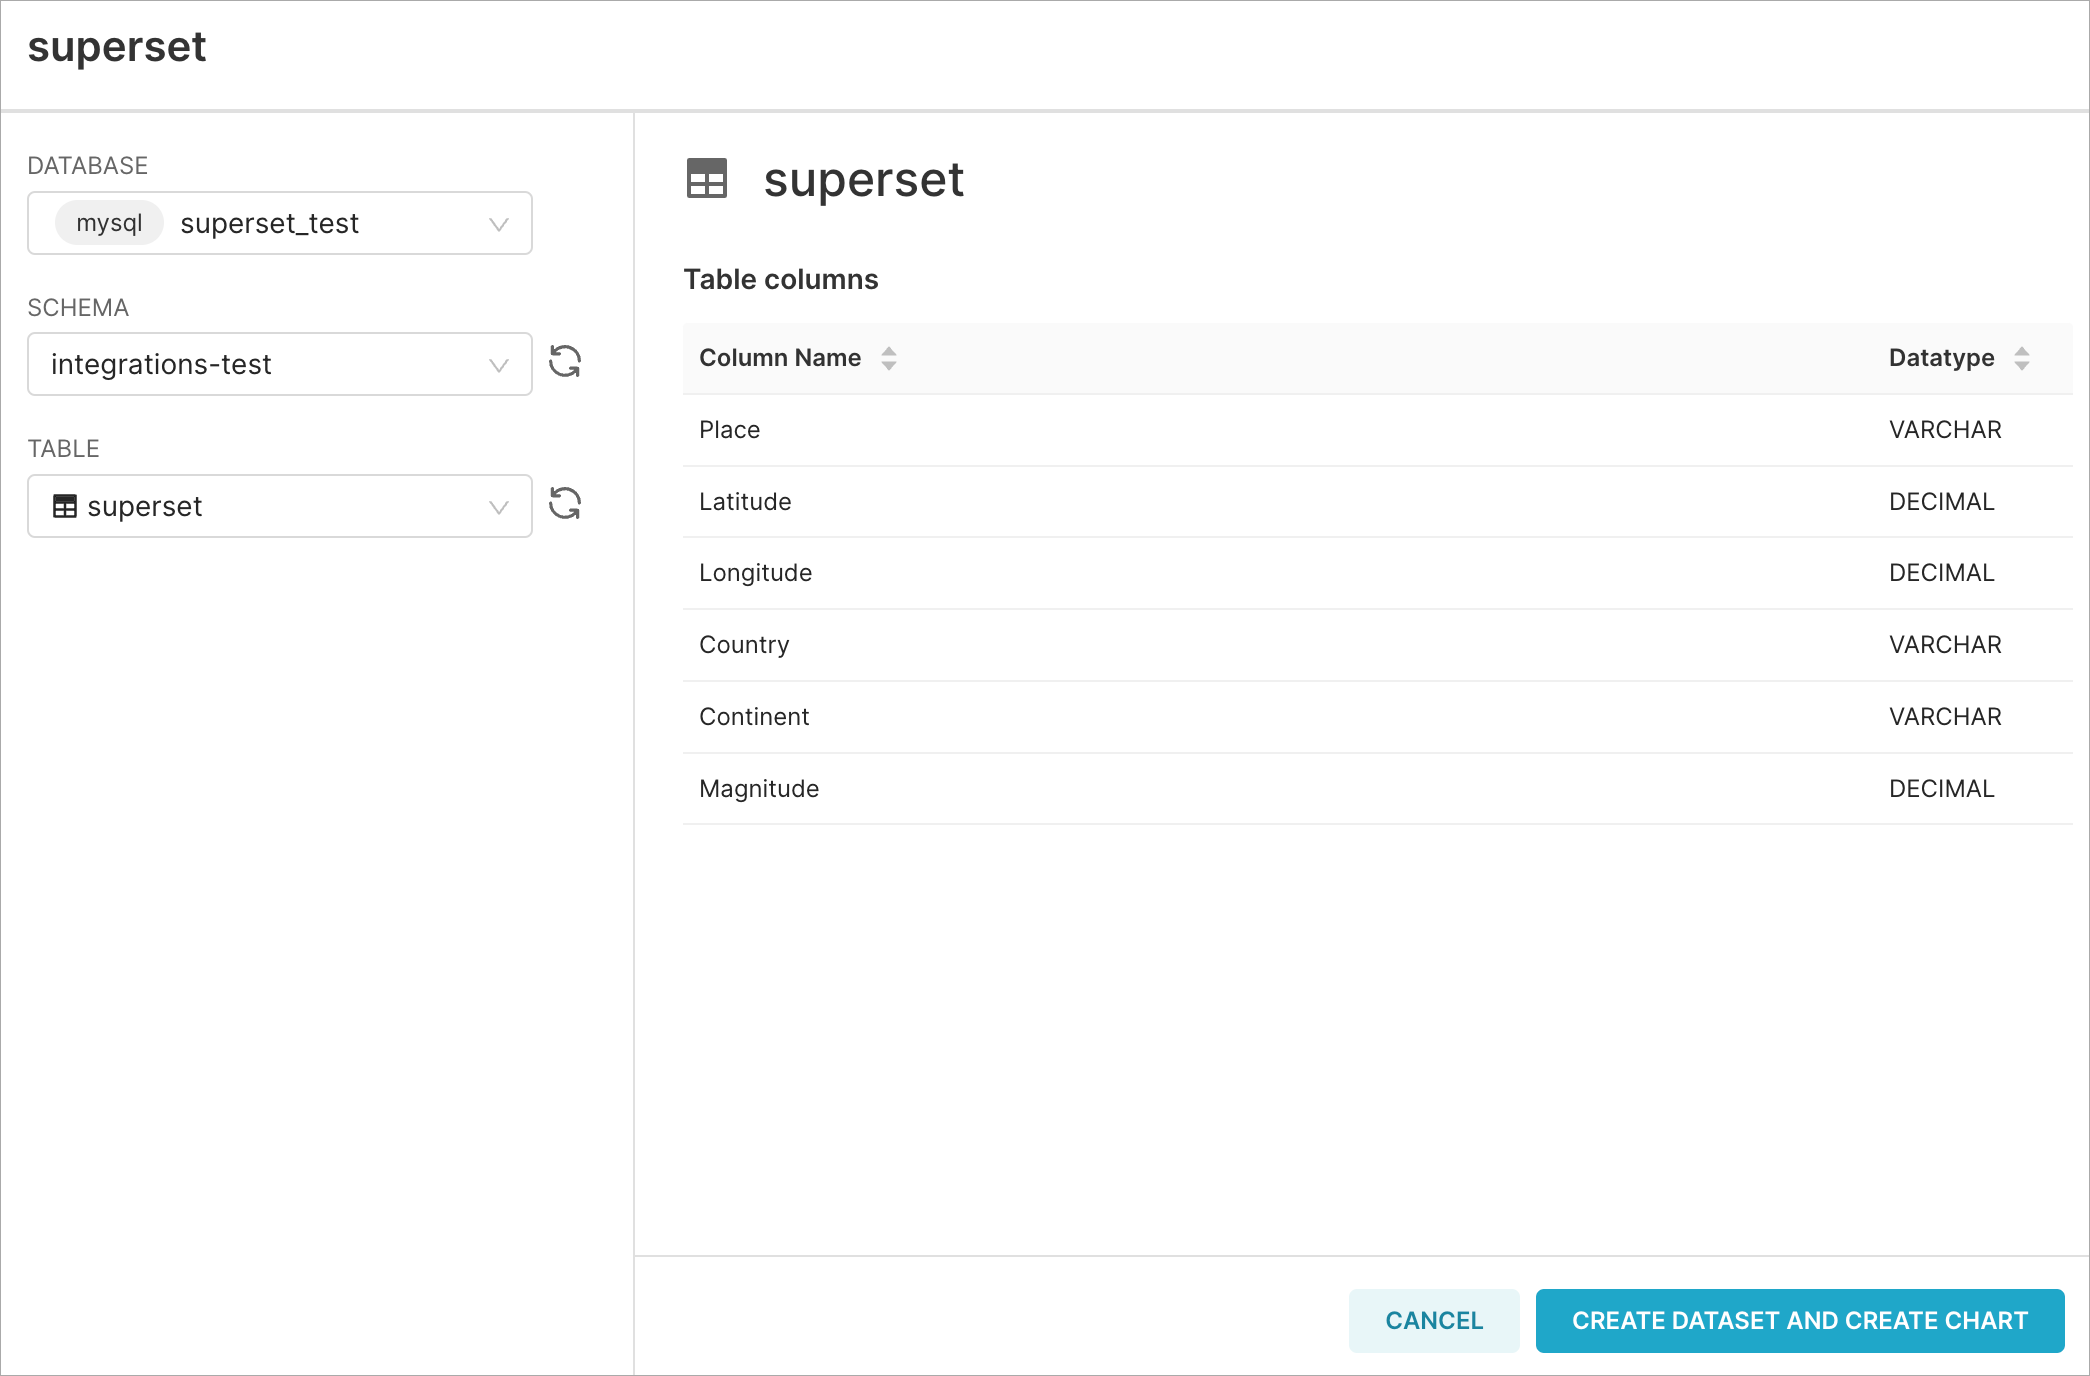 superset
DATABASE
mysql superset_test
SCHEMA
integrations-test
TABLE
superset
superset
Table columns
Column Name Datatype
Place VARCHAR
Latitude DECIMAL
Longitude DECIMAL
Country VARCHAR
Continent VARCHAR
Magnitude DECIMAL
CANCEL CREATE DATASET AND CREATE CHART